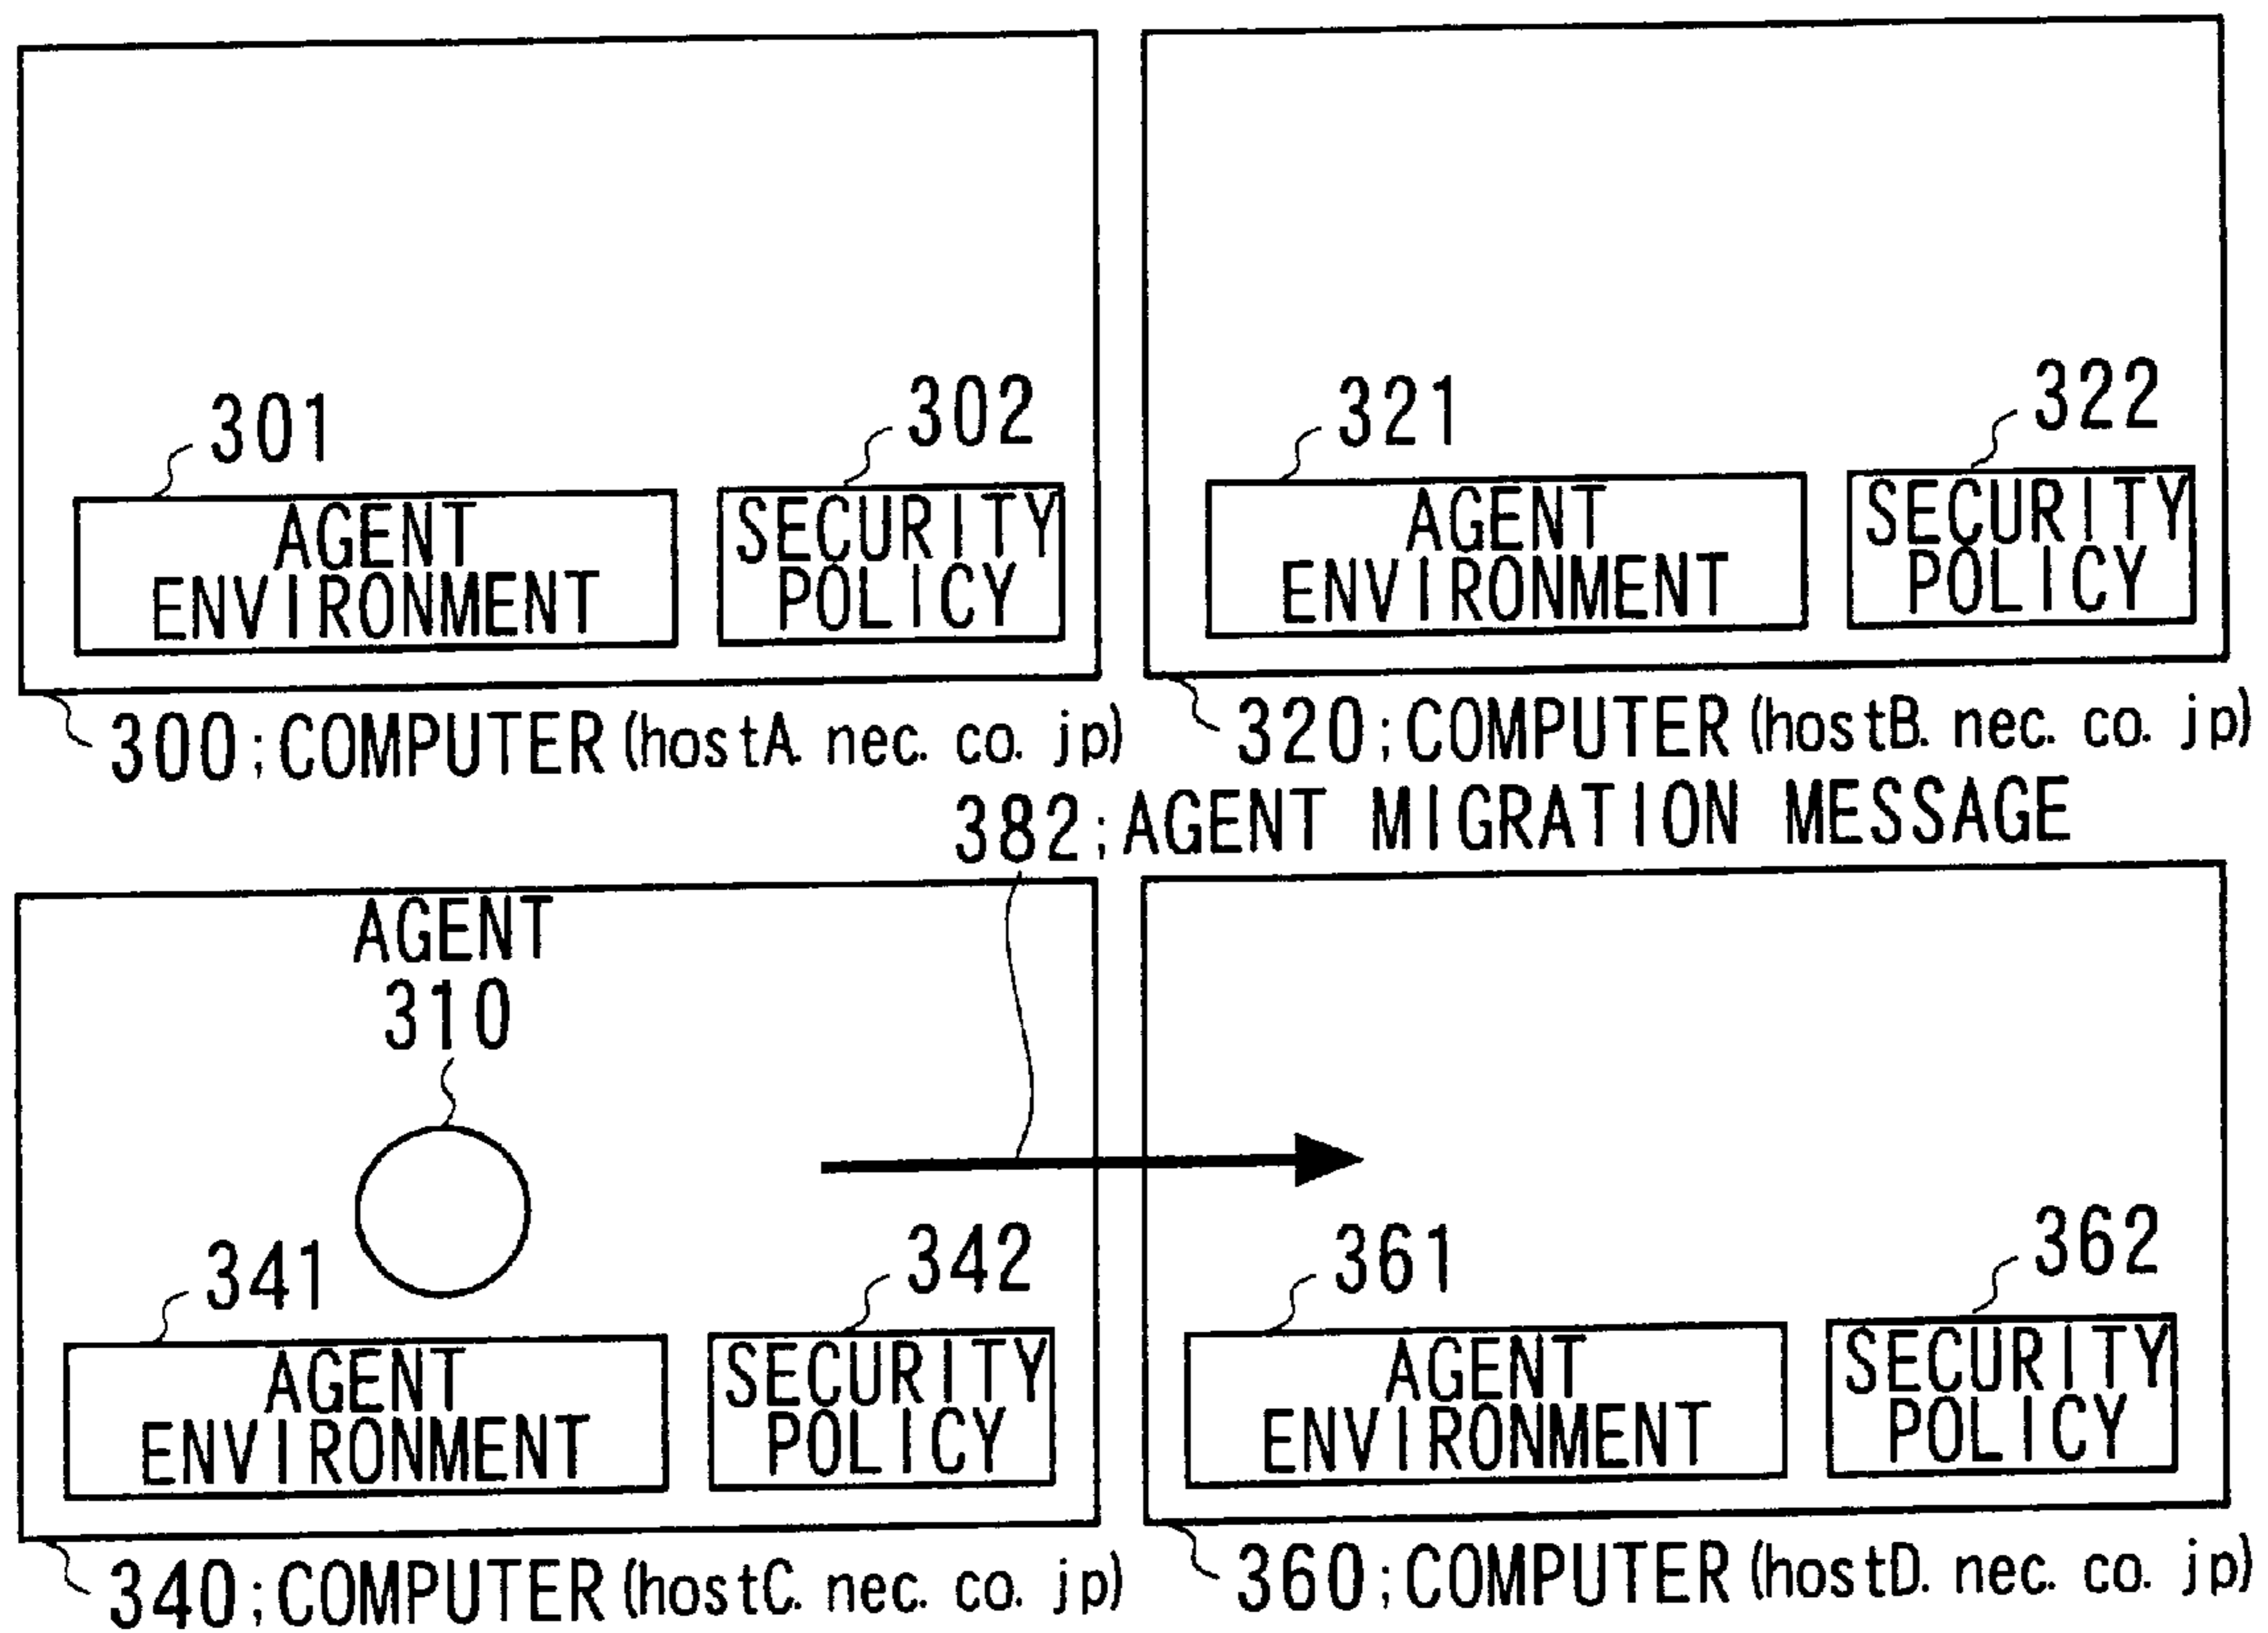 301
302
AGENT
ENVIRONMENT
SECURITY
POLICY
300;COMPUTER(hostA.nec.co.jp)
321
322
AGENT
ENVIRONMENT
SECURITY
POLICY
320;COMPUTER(hostB.nec.co.jp)
382;AGENT MIGRATION MESSAGE
AGENT
310
341
342
AGENT
ENVIRONMENT
SECURITY
POLICY
340;COMPUTER(hostC.nec.co.jp)
361
362
AGENT
ENVIRONMENT
SECURITY
POLICY
360;COMPUTER(hostD.nec.co.jp)